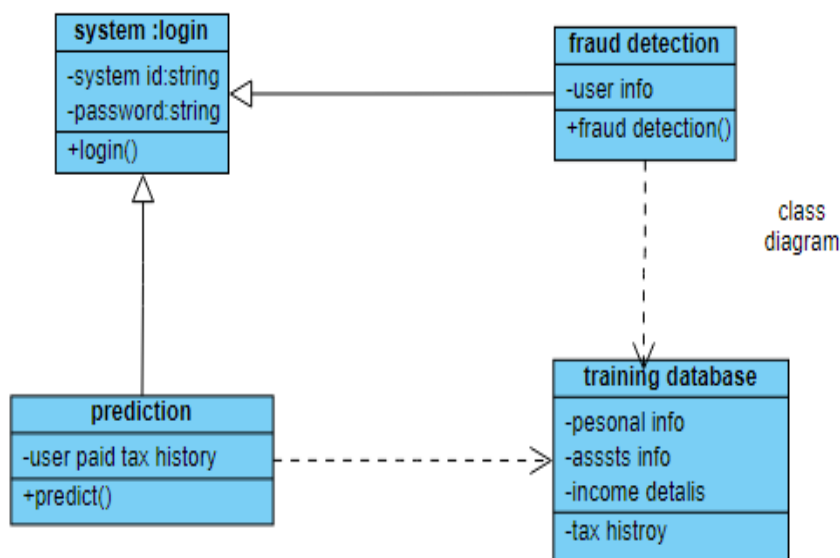 system :login
-system id:string
-password:string
+login()
fraud detection
-user info
+fraud detection()
class
diagram
prediction
-user paid tax history
+predict()
training database
-pesonal info
-asssts info
-income detalis
-tax histroy